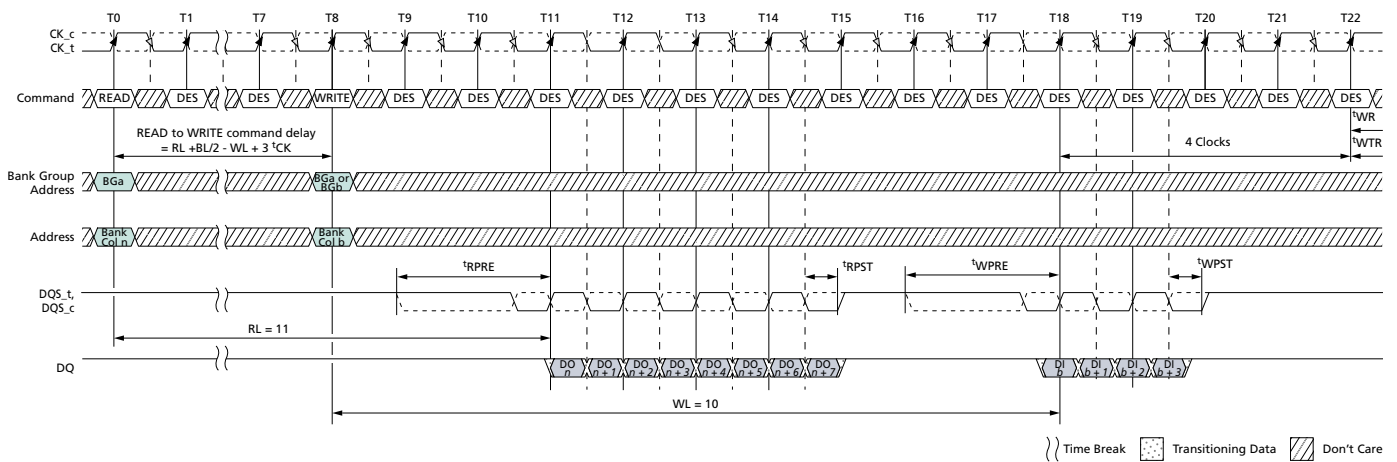 T0 T1 T7 T8 T9 T10 T11 T12 T13 T14 T15 T16 T17 T18 T19 T20 T21 T22
CK_c
CK_t
Command READ DES DES WRITE DES DES DES DES DES DES DES DES DES DES DES DES DES DES
tWR
READ to WRITE command delay
= RL +BL/2 - WL + 3 tCK
4 Clocks
tWTR
Bank Group
Address
BGa
BGa or
BGb
Address
Bank
Col n
Bank
Col b
tRPRE tRPST tWPRE tWPST
DQS_t,
DQS_c
RL = 11
DQ
DO
n
DO
n + 1
DO
n + 2
DO
n + 3
DO
n + 4
DO
n + 5
DO
n + 6
DO
n + 7
DI
b
DI
b + 1
DI
b + 2
DI
b + 3
WL = 10
Time Break Transitioning Data Don't Care